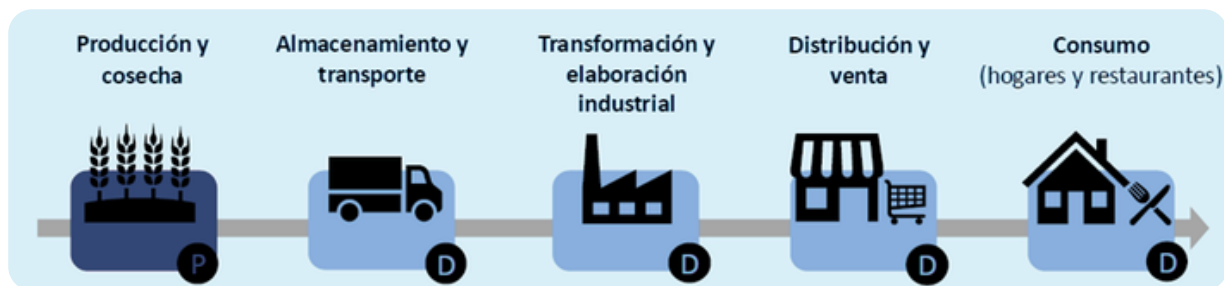 Producción y
cosecha
Almacenamiento y
transporte
Transformación y
elaboración
industrial
Distribución y
venta
Consumo
(hogares y restaurantes)
P
D
D
D
D